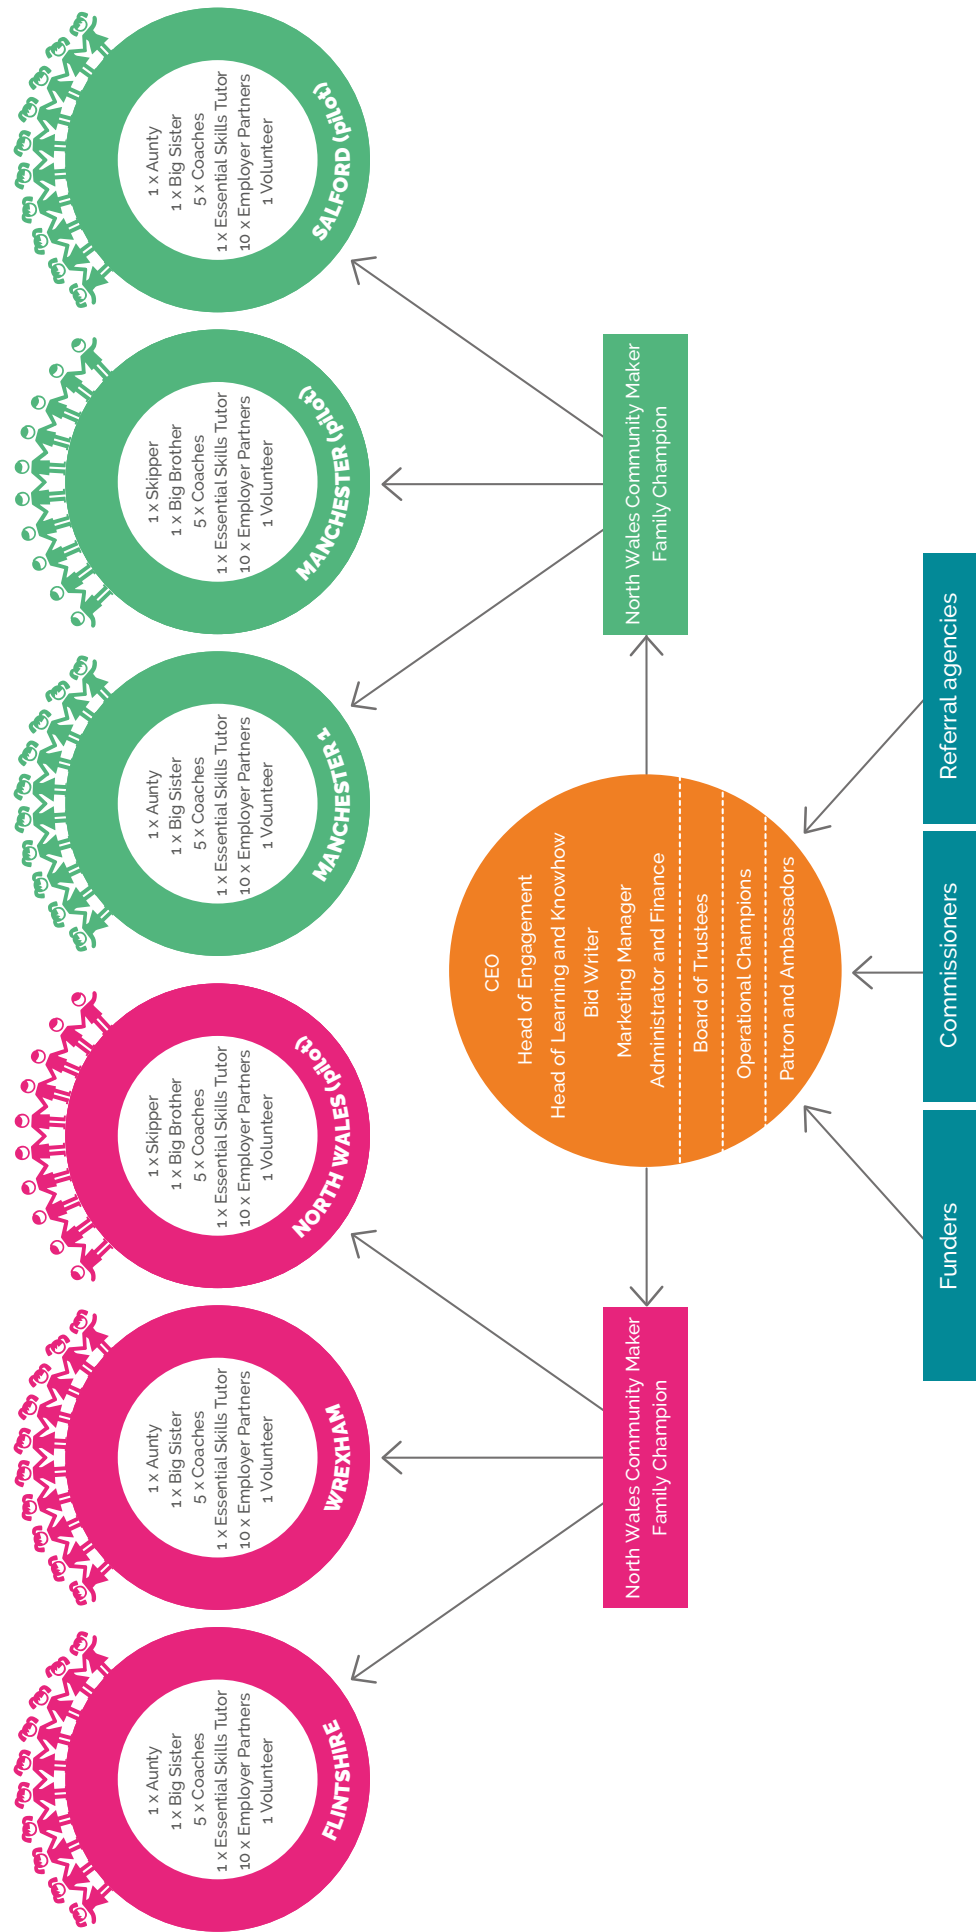 1 x Aunty
1 x Big Sister
5 x Coaches
1 x Essential Skills Tutor
10 x Employer Partners
1 Volunteer
FLINTSHIRE
1 x Aunty
1 x Big Sister
5 x Coaches
1 x Essential Skills Tutor
10 x Employer Partners
1 Volunteer
WREXHAM
1 x Skipper
1 x Big Brother
5 x Coaches
1 x Essential Skills Tutor
10 x Employer Partners
1 Volunteer
NORTH WALES (pilot)
1 x Aunty
1 x Big Sister
5 x Coaches
1 x Essential Skills Tutor
10 x Employer Partners
1 Volunteer
MANCHESTER 1
1 x Skipper
1 x Big Brother
5 x Coaches
1 x Essential Skills Tutor
10 x Employer Partners
1 Volunteer
MANCHESTER (pilot)
1 x Aunty
1 x Big Sister
5 x Coaches
1 x Essential Skills Tutor
10 x Employer Partners
1 Volunteer
SALFORD (pilot)
North Wales Community Maker
Family Champion
CEO
Head of Engagement
Head of Learning and Knowhow
Bid Writer
Marketing Manager
Administrator and Finance
Board of Trustees
Operational Champions
Patron and Ambassadors
North Wales Community Maker
Family Champion
Funders
Commissioners
Referral agencies